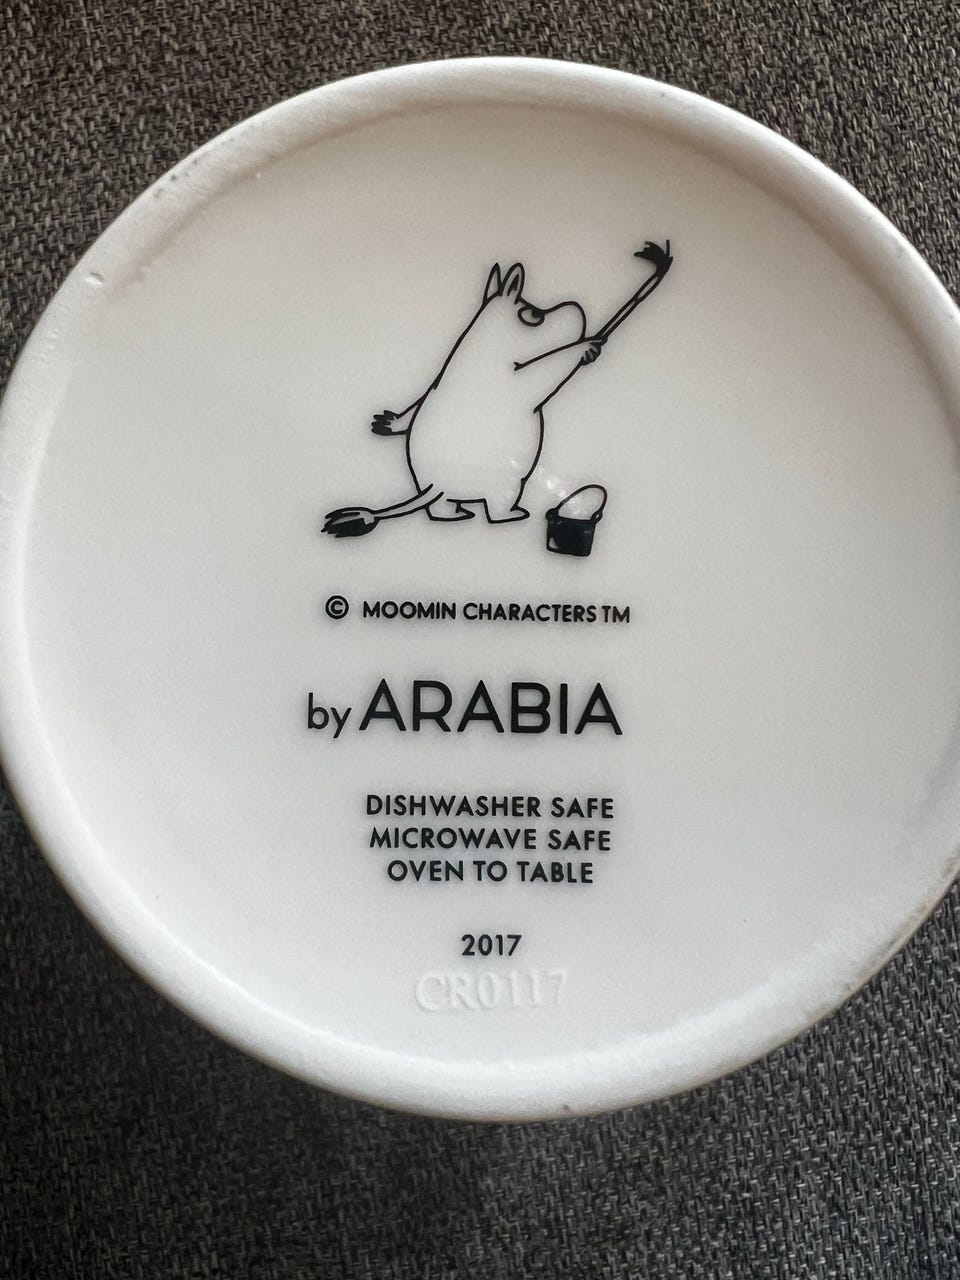 © MOOMIN CHARACTERS TM
by ARABIA
DISHWASHER SAFE
MICROWAVE SAFE
OVEN TO TABLE
2017
CR0117